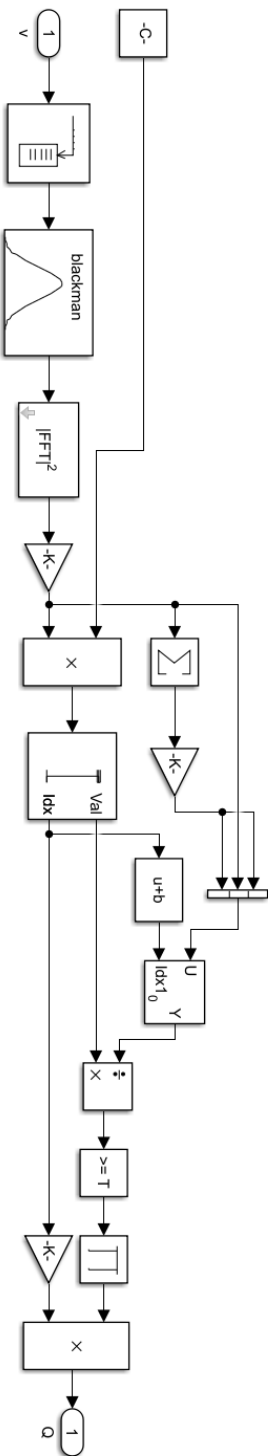 -C-
1
v
blackman
|FFT|²
-K-
×
Val
Idx
-K-
u+b
U
Idx1₀
Y
÷
×
>= T
-K-
×
1
Q